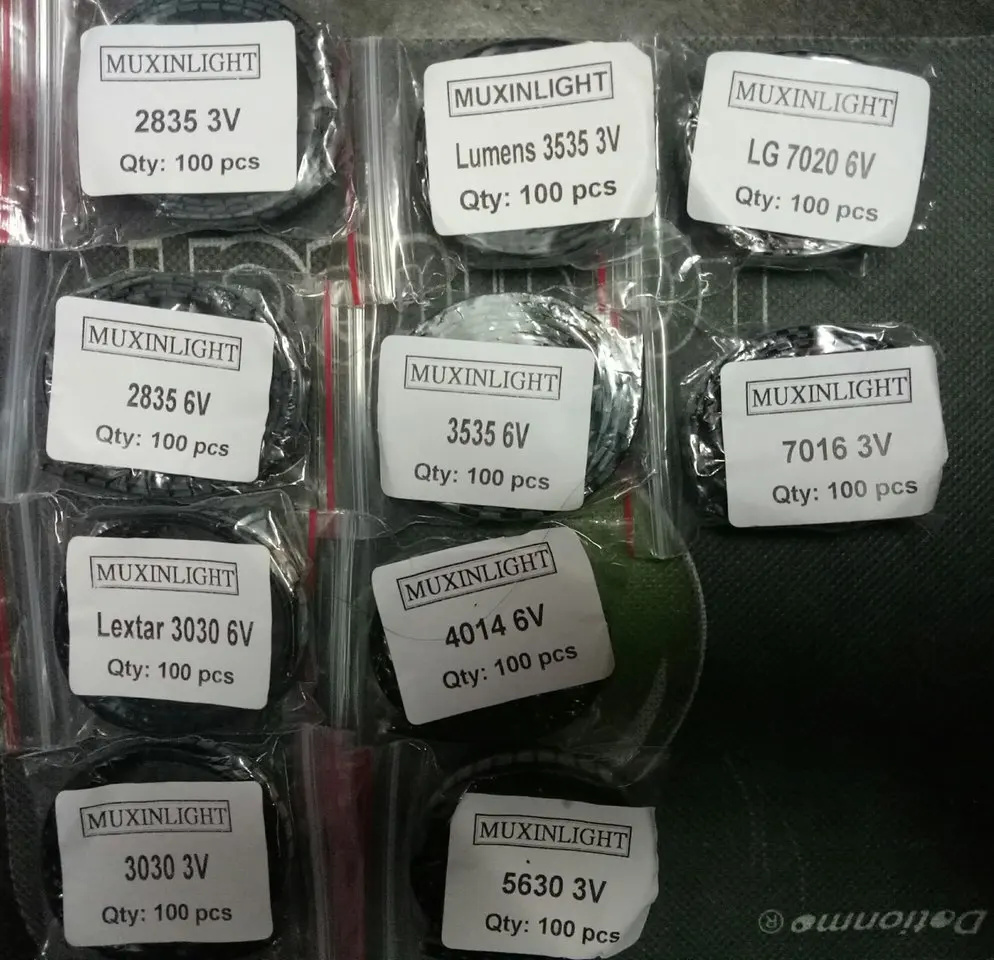 MUXINLIGHT
2835 3V
Qty: 100 pcs
MUXINLIGHT
Lumens 3535 3V
Qty: 100 pcs
MUXINLIGHT
LG 7020 6V
Qty: 100 pcs
MUXINLIGHT
2835 6V
Qty: 100 pcs
MUXINLIGHT
3535 6V
Qty: 100 pcs
MUXINLIGHT
7016 3V
Qty: 100 pcs
MUXINLIGHT
Lextar 3030 6V
Qty: 100 pcs
MUXINLIGHT
4014 6V
Qty: 100 pcs
MUXINLIGHT
3030 3V
Qty: 100 pcs
MUXINLIGHT
5630 3V
Qty: 100 pcs